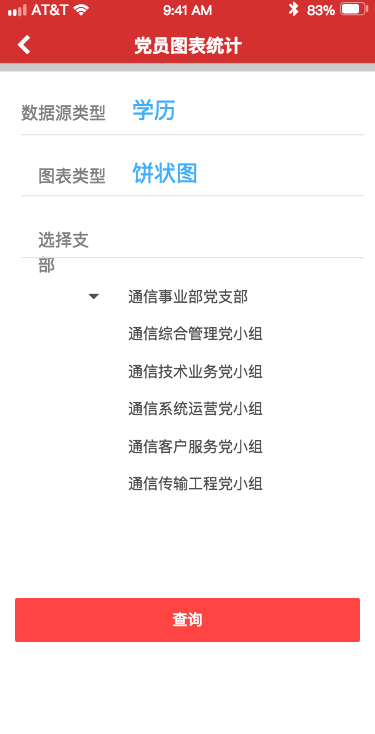 AT&T 9:41 AM 83%
党员图表统计
数据源类型 学历
图表类型 饼状图
选择支
部
通信事业部党支部
通信综合管理党小组
通信技术业务党小组
通信系统运营党小组
通信客户服务党小组
通信传输工程党小组
查询